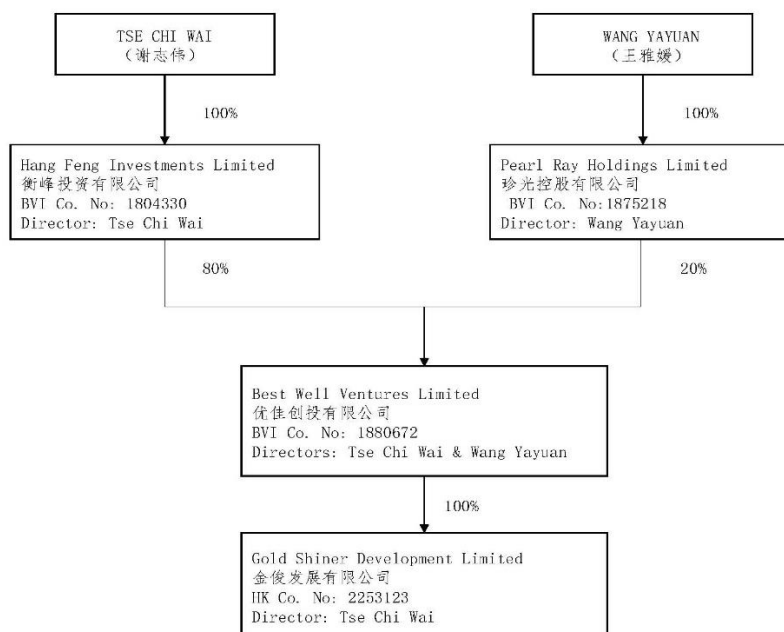 TSE CHI WAI
（谢志伟）
WANG YAYUAN
（王雅媛）
100%
100%
Hang Feng Investments Limited
衡峰投资有限公司
BVI Co. No: 1804330
Director: Tse Chi Wai
Pearl Ray Holdings Limited
珍光控股有限公司
BVI Co. No:1875218
Director: Wang Yayuan
80%
20%
Best Well Ventures Limited
优佳创投有限公司
BVI Co. No: 1880672
Directors: Tse Chi Wai & Wang Yayuan
100%
Gold Shiner Development Limited
金俊发展有限公司
HK Co. No: 2253123
Director: Tse Chi Wai